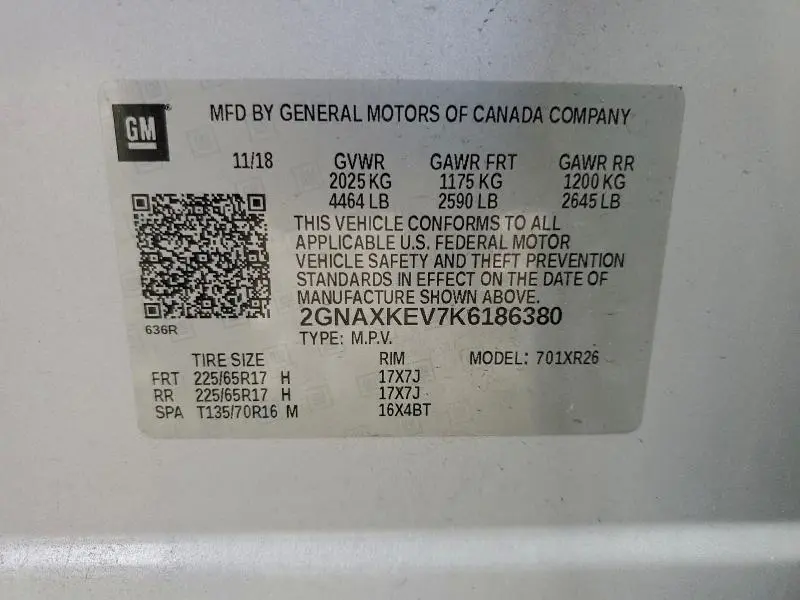 GM
MFD BY GENERAL MOTORS OF CANADA COMPANY
11/18 GVWR GAWR FRT GAWR RR
2025 KG 1175 KG 1200 KG
4464 LB 2590 LB 2645 LB
THIS VEHICLE CONFORMS TO ALL
APPLICABLE U.S. FEDERAL MOTOR
VEHICLE SAFETY AND THEFT PREVENTION
STANDARDS IN EFFECT ON THE DATE OF
MANUFACTURE SHOWN ABOVE.
636R
2GNAXKEV7K6186380
TYPE: M.P.V.
TIRE SIZE RIM MODEL: 701XR26
FRT 225/65R17 H 17X7J
RR 225/65R17 H 17X7J
SPA T135/70R16 M 16X4BT